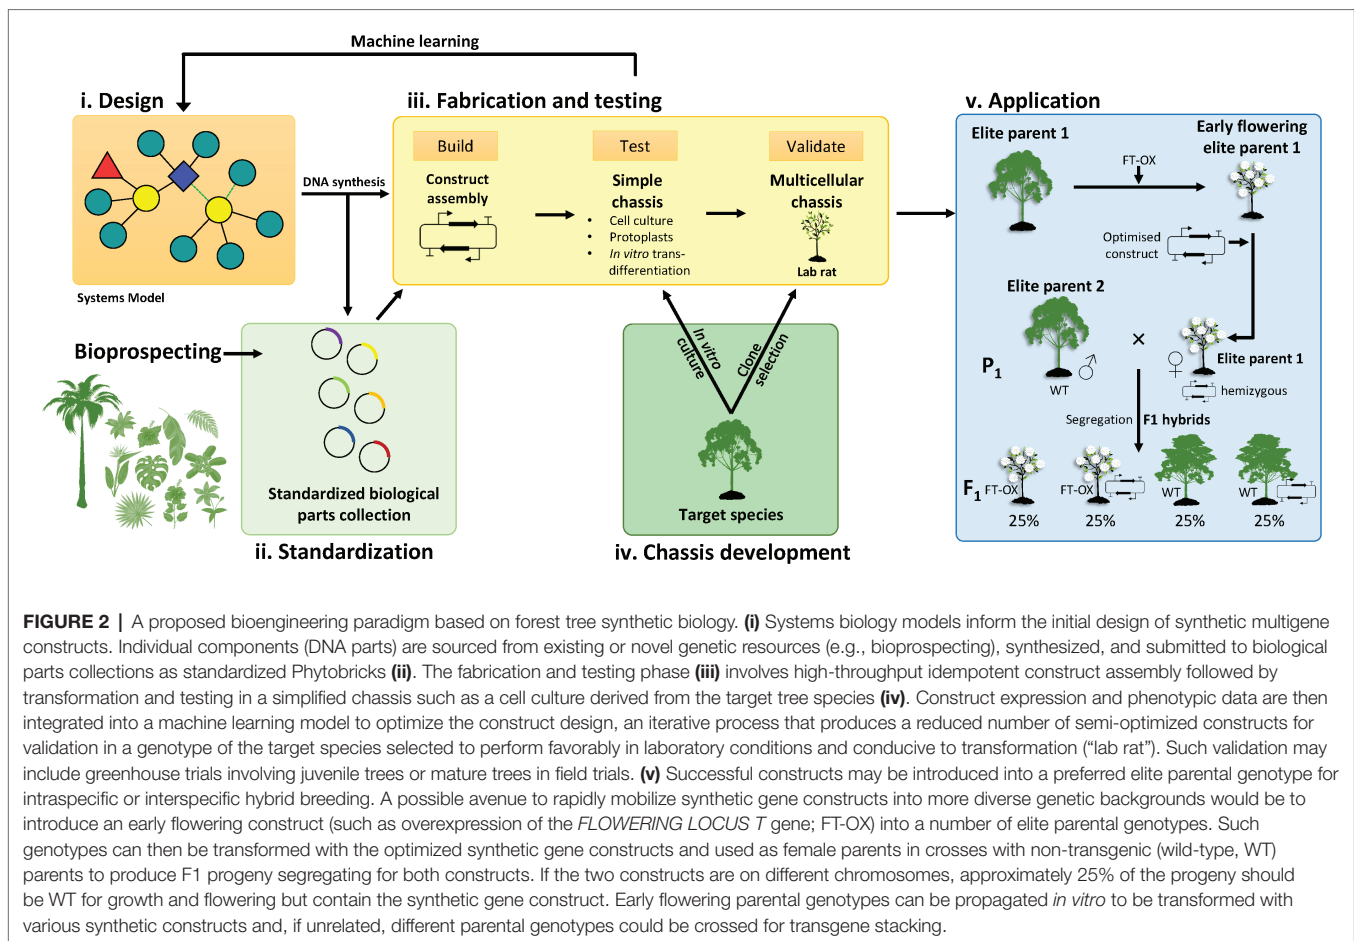 Machine learning
i. Design
iii. Fabrication and testing
v. Application
Build
Test
Validate
DNA synthesis
Construct
assembly
Simple
chassis
• Cell culture
• Protoplasts
• In vitro trans-
differentiation
Multicellular
chassis
Lab rat
Systems Model
Elite parent 1
Early flowering
elite parent 1
FT-OX
Optimised
construct
Elite parent 2
×
Elite parent 1
P1
♂
♀
WT
hemizygous
Segregation
F1 hybrids
F1
FT-OX
FT-OX
WT
WT
25%
25%
25%
25%
Bioprospecting
Standardized biological
parts collection
ii. Standardization
In vitro
culture
Clone
selection
Target species
iv. Chassis development
FIGURE 2 | A proposed bioengineering paradigm based on forest tree synthetic biology. (i) Systems biology models inform the initial design of synthetic multigene
constructs. Individual components (DNA parts) are sourced from existing or novel genetic resources (e.g., bioprospecting), synthesized, and submitted to biological
parts collections as standardized Phytobricks (ii). The fabrication and testing phase (iii) involves high-throughput idempotent construct assembly followed by
transformation and testing in a simplified chassis such as a cell culture derived from the target tree species (iv). Construct expression and phenotypic data are then
integrated into a machine learning model to optimize the construct design, an iterative process that produces a reduced number of semi-optimized constructs for
validation in a genotype of the target species selected to perform favorably in laboratory conditions and conducive to transformation (“lab rat”). Such validation may
include greenhouse trials involving juvenile trees or mature trees in field trials. (v) Successful constructs may be introduced into a preferred elite parental genotype for
intraspecific or interspecific hybrid breeding. A possible avenue to rapidly mobilize synthetic gene constructs into more diverse genetic backgrounds would be to
introduce an early flowering construct (such as overexpression of the FLOWERING LOCUS T gene; FT-OX) into a number of elite parental genotypes. Such
genotypes can then be transformed with the optimized synthetic gene constructs and used as female parents in crosses with non-transgenic (wild-type, WT)
parents to produce F1 progeny segregating for both constructs. If the two constructs are on different chromosomes, approximately 25% of the progeny should
be WT for growth and flowering but contain the synthetic gene construct. Early flowering parental genotypes can be propagated in vitro to be transformed with
various synthetic constructs and, if unrelated, different parental genotypes could be crossed for transgene stacking.